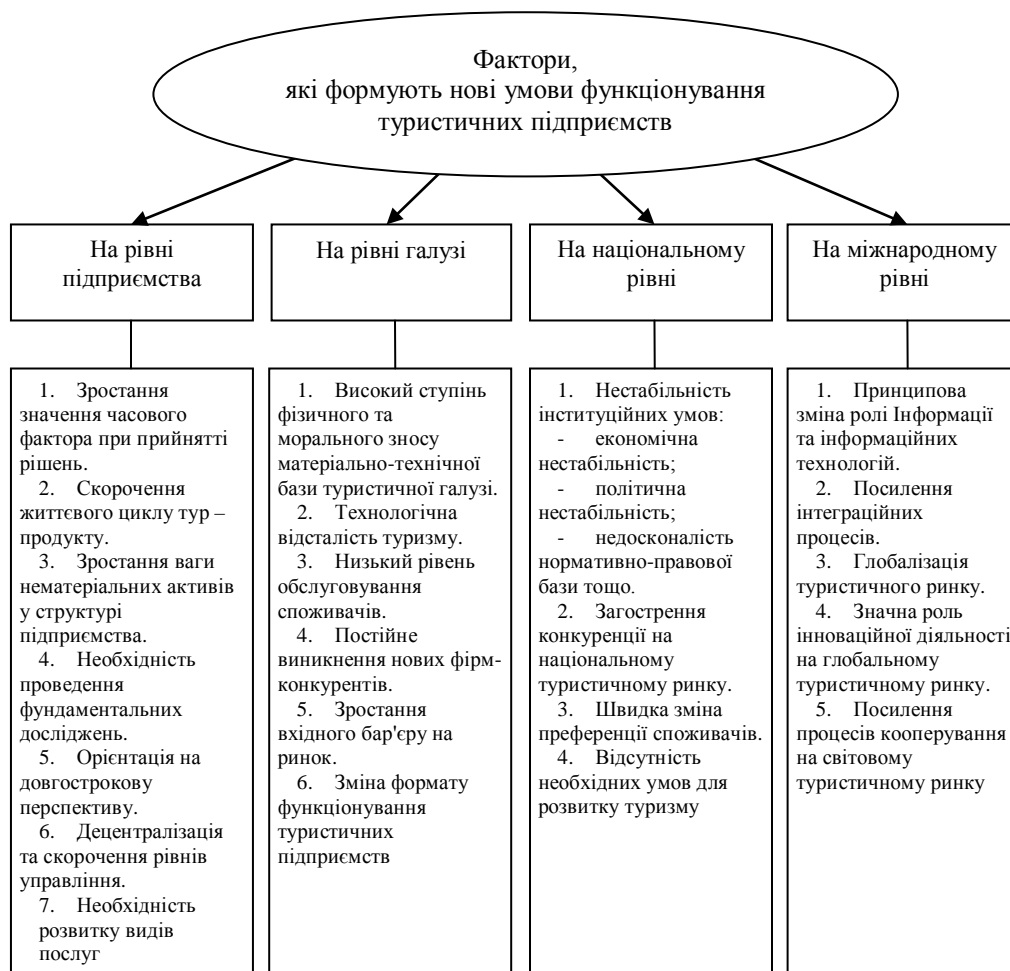 Фактори,
які формують нові умови функціонування
туристичних підприємств
На рівні
підприємства
На рівні галузі
На національному
рівні
На міжнародному
рівні
1. Зростання
значення часового
фактора при прийнятті
рішень.
2. Скорочення
життєвого циклу тур –
продукту.
3. Зростання ваги
нематеріальних активів
у структурі
підприємства.
4. Необхідність
проведення
фундаментальних
досліджень.
5. Орієнтація на
довгострокову
перспективу.
6. Децентралізація
та скорочення рівнів
управління.
7. Необхідність
розвитку видів
послуг
1. Високий ступінь
фізичного та
морального зносу
матеріально-технічної
бази туристичної галузі.
2. Технологічна
відсталість туризму.
3. Низький рівень
обслуговування
споживачів.
4. Постійне
виникнення нових фірм-
конкурентів.
5. Зростання
вхідного бар'єру на
ринок.
6. Зміна формату
функціонування
туристичних
підприємств
1. Нестабільність
інституційних умов:
- економічна
нестабільність;
- політична
нестабільність;
- недосконалість
нормативно-правової
бази тощо.
2. Загострення
конкуренції на
національному
туристичному ринку.
3. Швидка зміна
преференції споживачів.
4. Відсутність
необхідних умов для
розвитку туризму
1. Принципова
зміна ролі Інформації
та інформаційних
технологій.
2. Посилення
інтеграційних
процесів.
3. Глобалізація
туристичного ринку.
4. Значна роль
інноваційної діяльності
на глобальному
туристичному ринку.
5. Посилення
процесів кооперування
на світовому
туристичному ринку